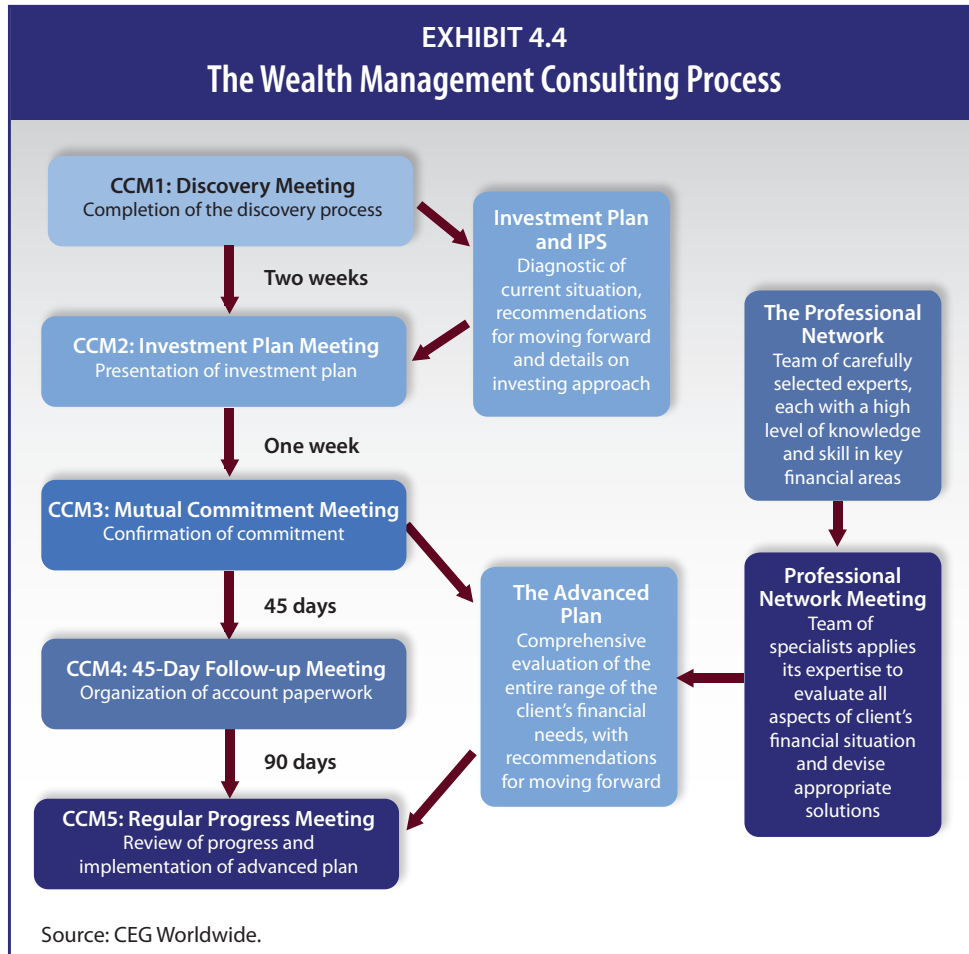 EXHIBIT 4.4
The Wealth Management Consulting Process
CCM1: Discovery Meeting
Completion of the discovery process
Two weeks
Investment Plan
and IPS
Diagnostic of
current situation,
recommendations
for moving forward
and details on
investing approach
CCM2: Investment Plan Meeting
Presentation of investment plan
One week
The Professional
Network
Team of carefully
selected experts,
each with a high
level of knowledge
and skill in key
financial areas
CCM3: Mutual Commitment Meeting
Confirmation of commitment
45 days
The Advanced
Plan
Comprehensive
evaluation of the
entire range of the
client’s financial
needs, with
recommendations
for moving forward
Professional
Network Meeting
Team of
specialists applies
its expertise to
evaluate all
aspects of client’s
financial situation
and devise
appropriate
solutions
CCM4: 45-Day Follow-up Meeting
Organization of account paperwork
90 days
CCM5: Regular Progress Meeting
Review of progress and
implementation of advanced plan
Source: CEG Worldwide.